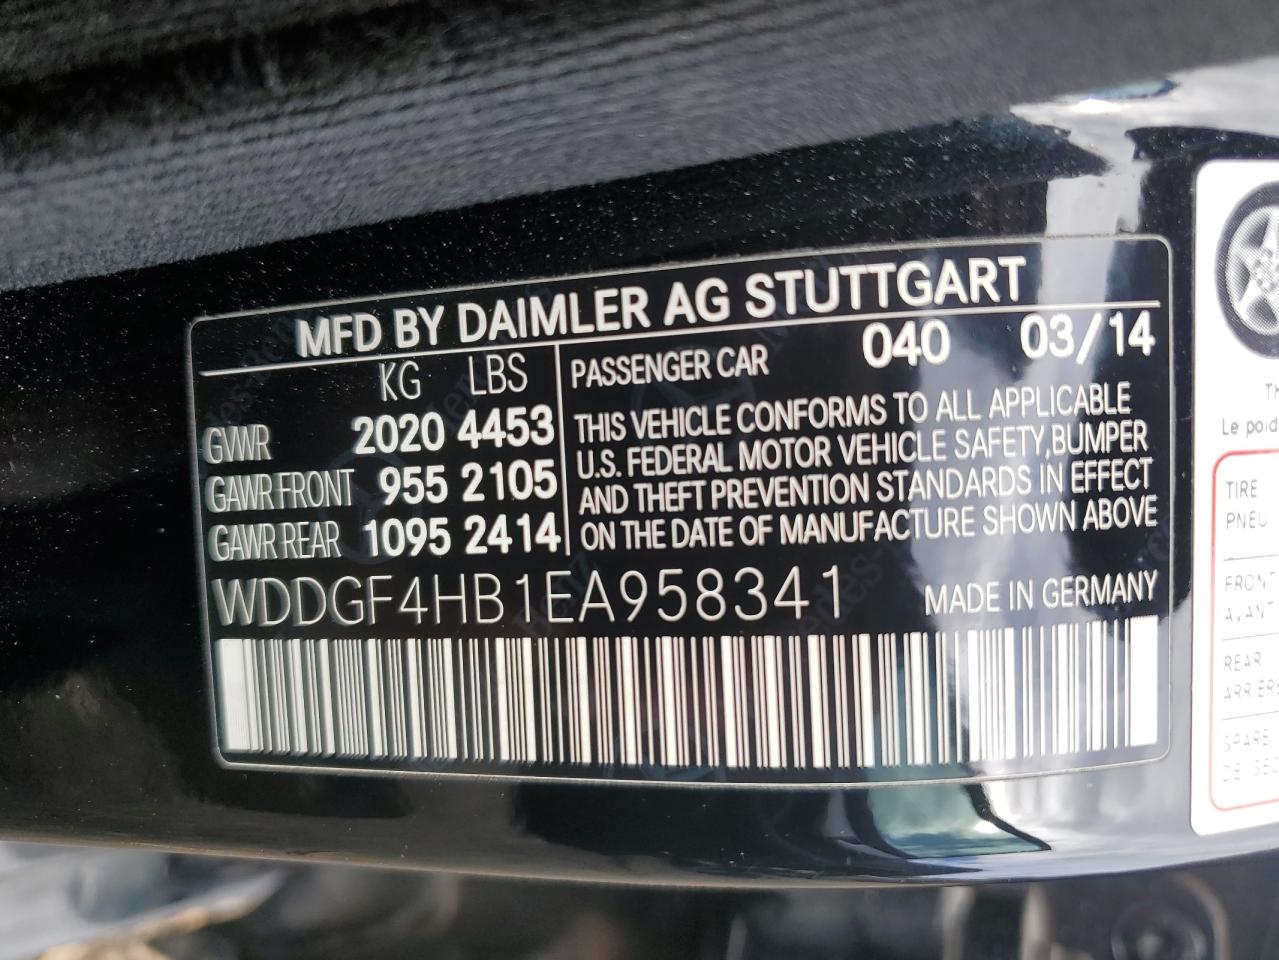 MFD BY DAIMLER AG STUTTGART
KG LBS
GVWR 2020 4453
GAWR FRONT 955 2105
GAWR REAR 1095 2414
PASSENGER CAR 040 03/14
THIS VEHICLE CONFORMS TO ALL APPLICABLE
U.S. FEDERAL MOTOR VEHICLE SAFETY,BUMPER
AND THEFT PREVENTION STANDARDS IN EFFECT
ON THE DATE OF MANUFACTURE SHOWN ABOVE
WDDGF4HB1EA958341 MADE IN GERMANY
Le poid
TIRE
PNEU
FRONT
AVANT
REAR
ARRIERE
SPARE
DE SEC